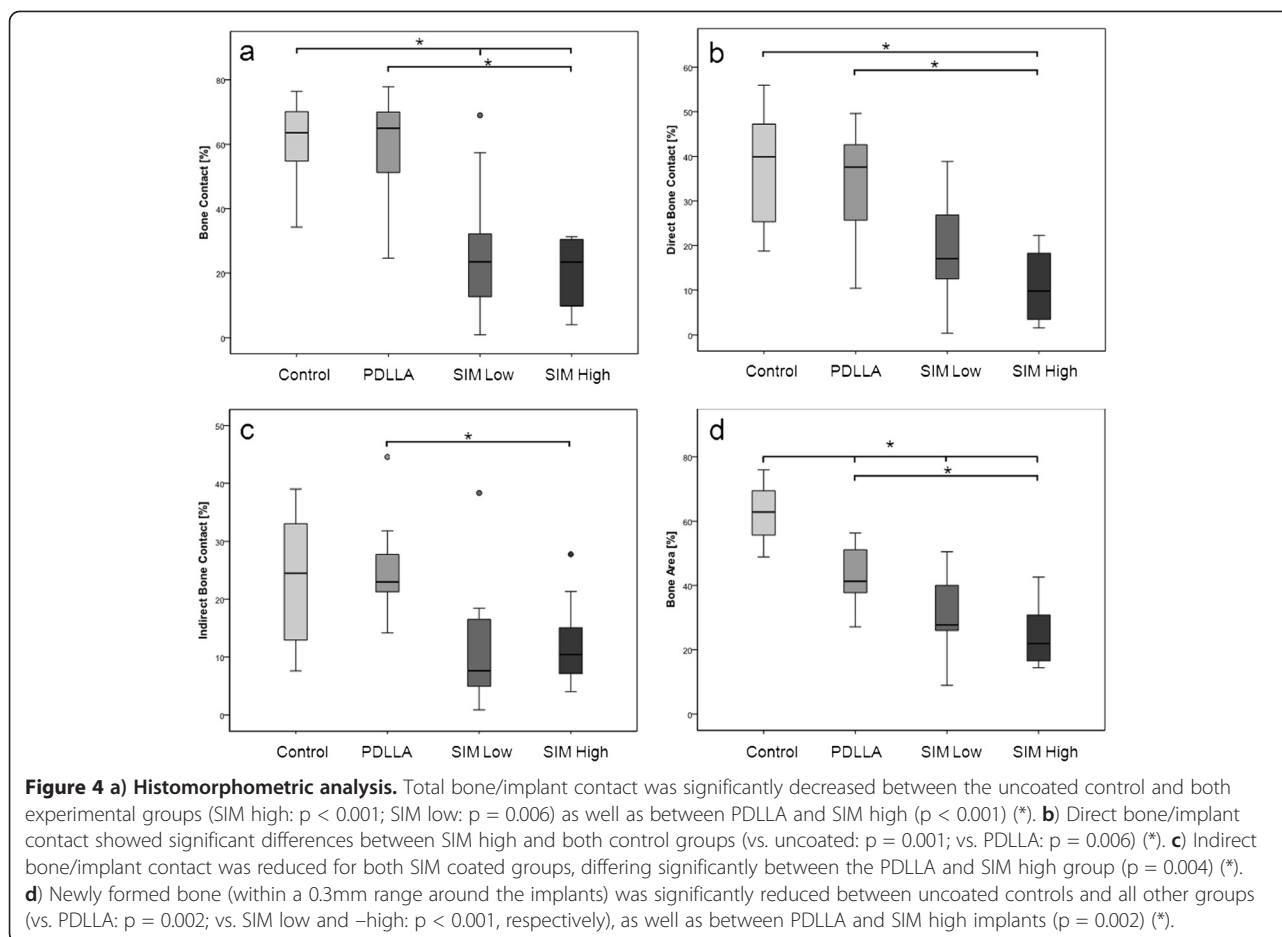 a
*
*
Bone Contact [%]
80
60
40
20
0
Control PDLLA SIM Low SIM High
b
*
*
Direct Bone Contact [%]
60
50
40
30
20
10
0
Control PDLLA SIM Low SIM High
c
*
Indirect Bone Contact [%]
50
40
30
20
10
0
Control PDLLA SIM Low SIM High
d
*
*
Bone Area [%]
80
60
40
20
0
Control PDLLA SIM Low SIM High
Figure 4 a) Histomorphometric analysis. Total bone/implant contact was significantly decreased between the uncoated control and both
experimental groups (SIM high: p < 0.001; SIM low: p = 0.006) as well as between PDLLA and SIM high (p < 0.001) (*). b) Direct bone/implant
contact showed significant differences between SIM high and both control groups (vs. uncoated: p = 0.001; vs. PDLLA: p = 0.006) (*). c) Indirect
bone/implant contact was reduced for both SIM coated groups, differing significantly between the PDLLA and SIM high group (p = 0.004) (*).
d) Newly formed bone (within a 0.3mm range around the implants) was significantly reduced between uncoated controls and all other groups
(vs. PDLLA: p = 0.002; vs. SIM low and –high: p < 0.001, respectively), as well as between PDLLA and SIM high implants (p = 0.002) (*).